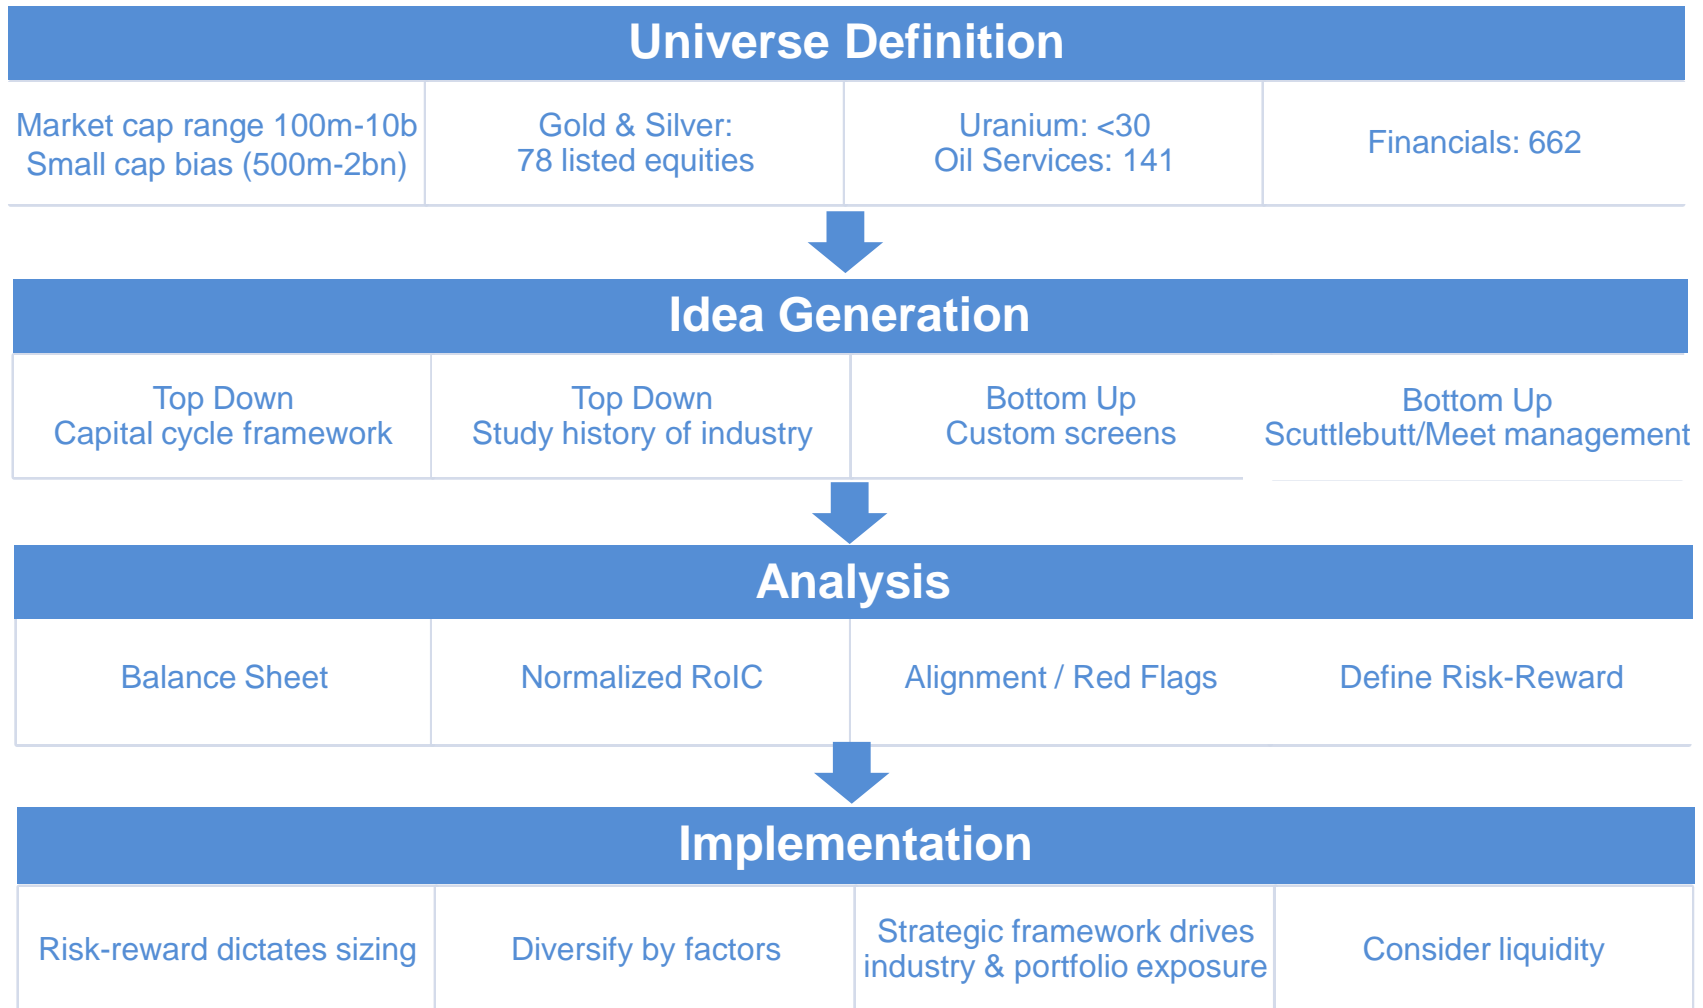 Universe Definition
Market cap range 100m-10b
Small cap bias (500m-2bn)
Gold & Silver:
78 listed equities
Uranium: <30
Oil Services: 141
Financials: 662
Idea Generation
Top Down
Capital cycle framework
Top Down
Study history of industry
Bottom Up
Custom screens
Bottom Up
Scuttlebutt/Meet management
Analysis
Balance Sheet
Normalized RoIC
Alignment / Red Flags
Define Risk-Reward
Implementation
Risk-reward dictates sizing
Diversify by factors
Strategic framework drives
industry & portfolio exposure
Consider liquidity